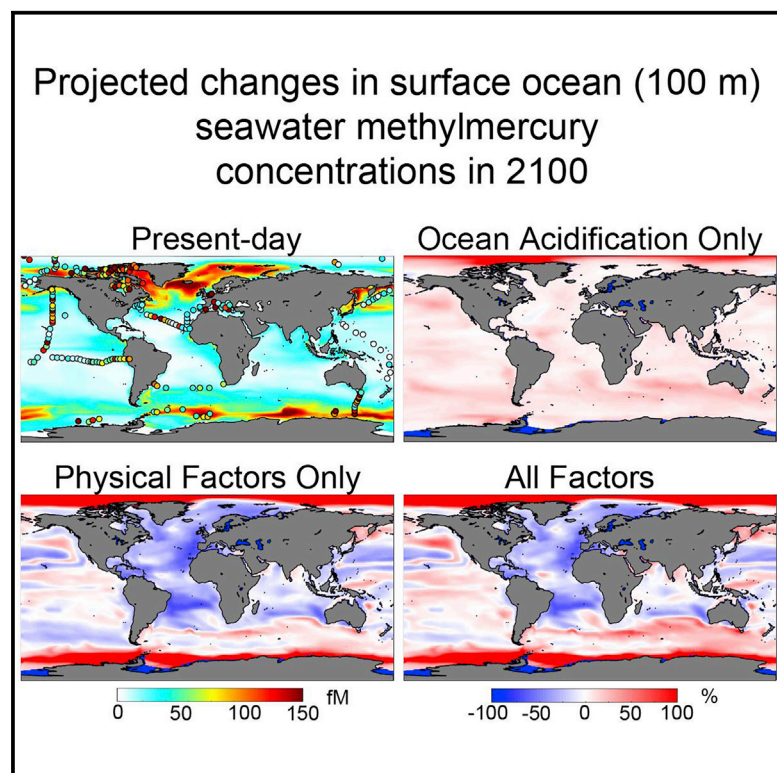 Projected changes in surface ocean (100 m)
seawater methylmercury
concentrations in 2100
Present-day
Ocean Acidification Only
Physical Factors Only
All Factors
0 50 100 150 fM
-100 -50 0 50 100 %